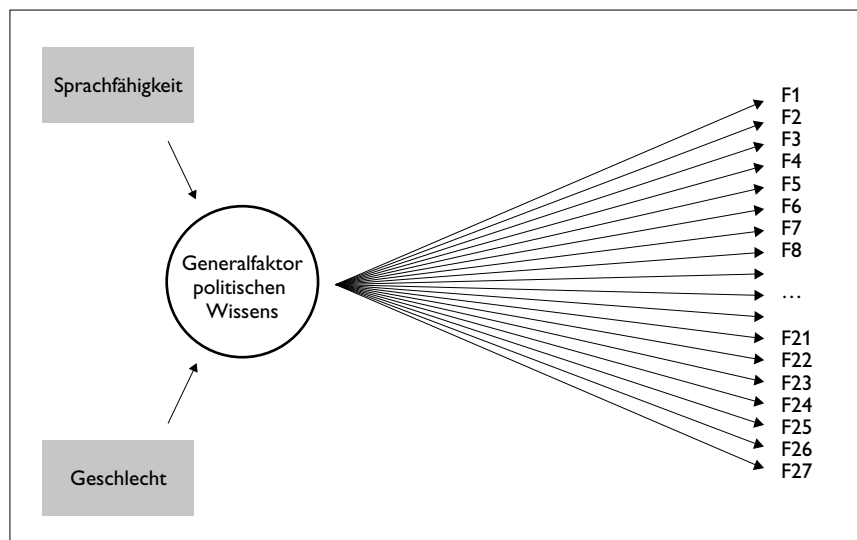 Sprachfähigkeit
Generalfaktor
politischen
Wissens
Geschlecht
F1
F2
F3
F4
F5
F6
F7
F8
…
F21
F22
F23
F24
F25
F26
F27